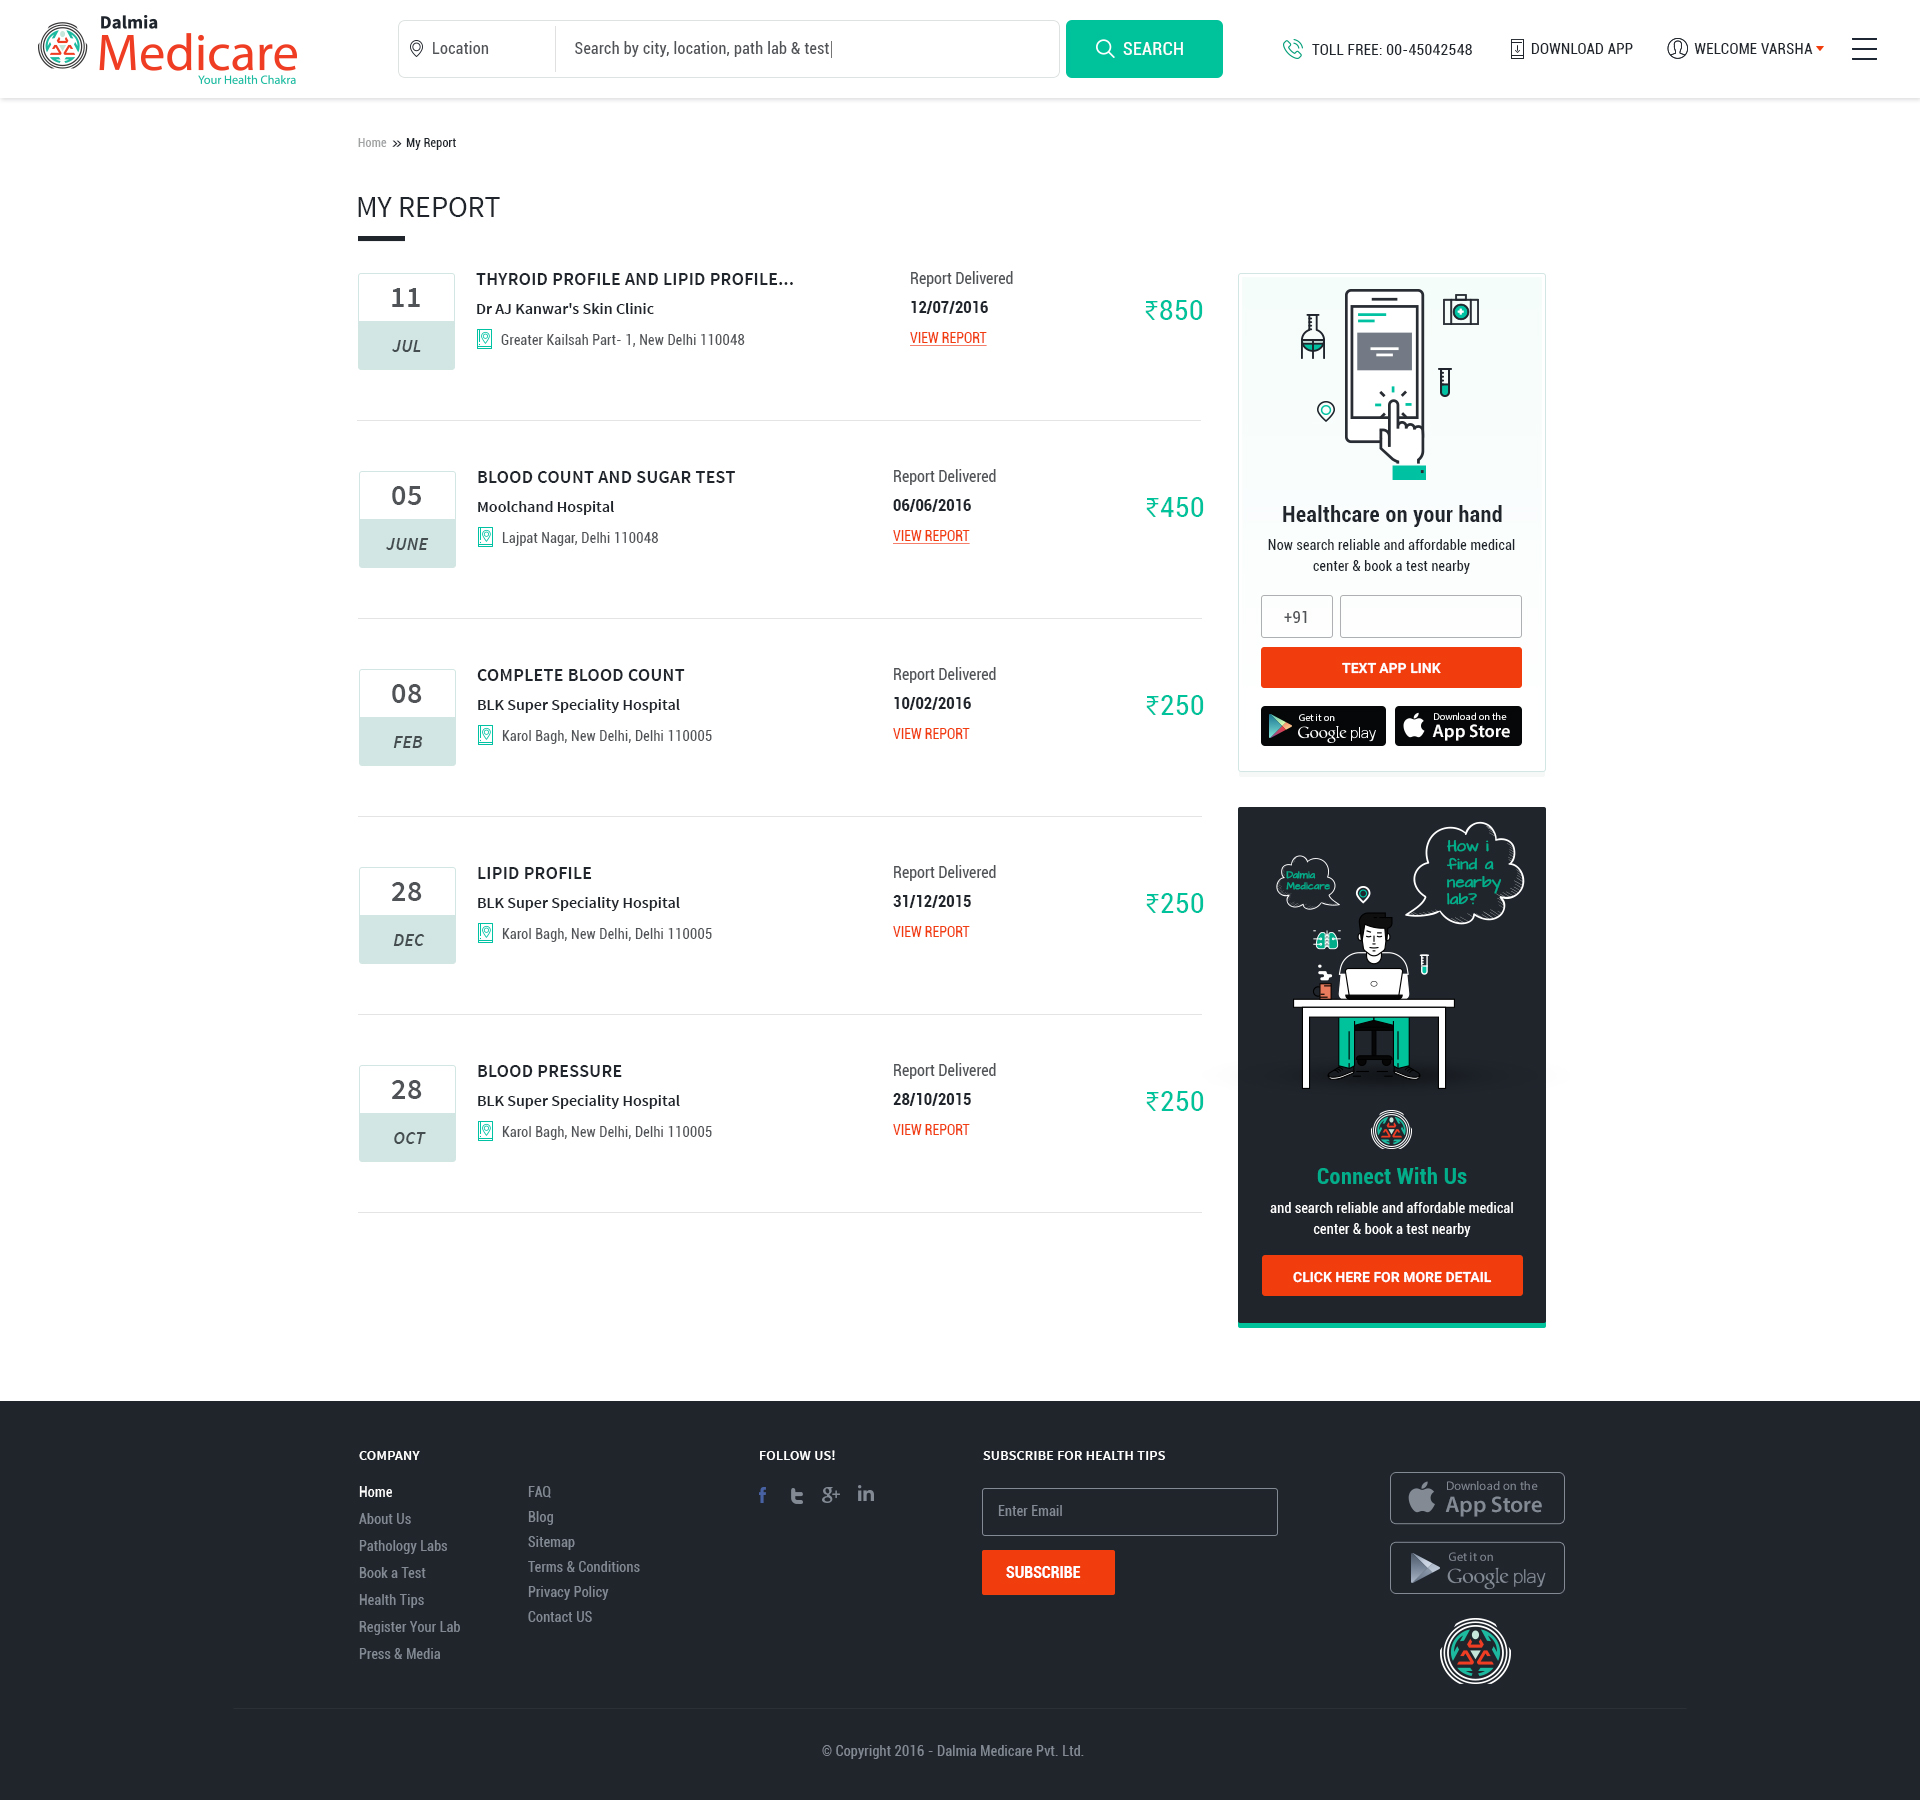 Dalmia
Medicare
Your Health Chakra
Location
Search by city, location, path lab & test
SEARCH
TOLL FREE: 00-45042548
DOWNLOAD APP
WELCOME VARSHA
Home » My Report
MY REPORT
11
JUL
THYROID PROFILE AND LIPID PROFILE...
Dr AJ Kanwar's Skin Clinic
Greater Kailsah Part- 1, New Delhi 110048
Report Delivered
12/07/2016
VIEW REPORT
₹850
05
JUNE
BLOOD COUNT AND SUGAR TEST
Moolchand Hospital
Lajpat Nagar, Delhi 110048
Report Delivered
06/06/2016
VIEW REPORT
₹450
08
FEB
COMPLETE BLOOD COUNT
BLK Super Speciality Hospital
Karol Bagh, New Delhi, Delhi 110005
Report Delivered
10/02/2016
VIEW REPORT
₹250
28
DEC
LIPID PROFILE
BLK Super Speciality Hospital
Karol Bagh, New Delhi, Delhi 110005
Report Delivered
31/12/2015
VIEW REPORT
₹250
28
OCT
BLOOD PRESSURE
BLK Super Speciality Hospital
Karol Bagh, New Delhi, Delhi 110005
Report Delivered
28/10/2015
VIEW REPORT
₹250
Healthcare on your hand
Now search reliable and affordable medical
center & book a test nearby
+91
TEXT APP LINK
Get it on
Google play
Download on the
App Store
How i
find a
nearby
lab?
Dalmia
Medicare
Connect With Us
and search reliable and affordable medical
center & book a test nearby
CLICK HERE FOR MORE DETAIL
COMPANY
Home
About Us
Pathology Labs
Book a Test
Health Tips
Register Your Lab
Press & Media
FAQ
Blog
Sitemap
Terms & Conditions
Privacy Policy
Contact US
FOLLOW US!
f
t
g+
in
SUBSCRIBE FOR HEALTH TIPS
Enter Email
SUBSCRIBE
Download on the
App Store
Get it on
Google play
© Copyright 2016 - Dalmia Medicare Pvt. Ltd.